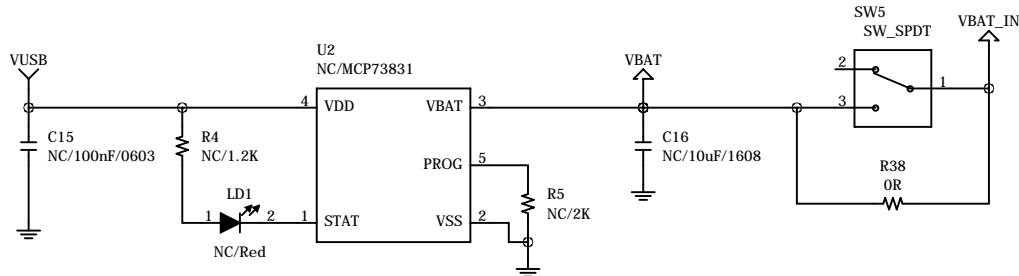 SW5
SW_SPDT
VBAT_IN
U2
NC/MCP73831
VUSB
VBAT
2
1
3
4
VDD
VBAT
3
C15
NC/100nF/0603
R4
NC/1.2K
C16
NC/10uF/1608
PROG
5
R38
0R
LD1
R5
NC/2K
1
2
1
STAT
VSS
2
NC/Red